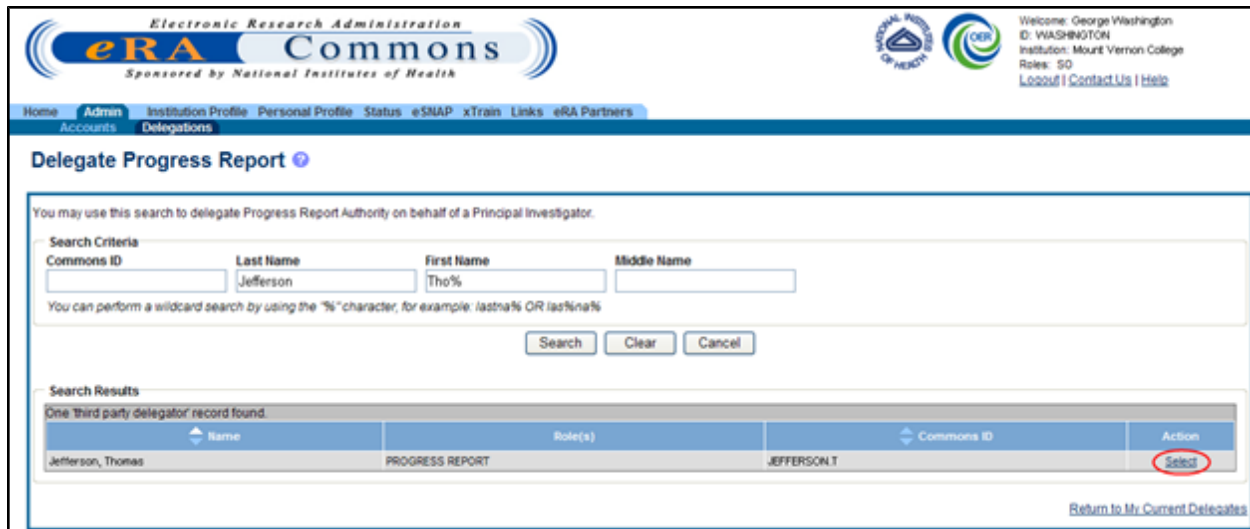 Electronic Research Administration
eRA Commons
Sponsored by National Institutes of Health
NATIONAL INSTITUTES OF HEALTH
OER
Welcome: George Washington
ID: WASHINGTON
Institution: Mount Vernon College
Roles: SO
Logout | Contact Us | Help
Home Admin Institution Profile Personal Profile Status eSNAP xTrain Links eRA Partners
Accounts Delegations
Delegate Progress Report ?
You may use this search to delegate Progress Report Authority on behalf of a Principal Investigator.
Search Criteria
Commons ID Last Name First Name Middle Name
Jefferson Tho%
You can perform a wildcard search by using the "%" character, for example: lastna% OR las%na%
Search Clear Cancel
Search Results
One 'third party delegator' record found.
Name Role(s) Commons ID Action
Jefferson, Thomas PROGRESS REPORT JEFFERSON.T Select
Return to My Current Delegates